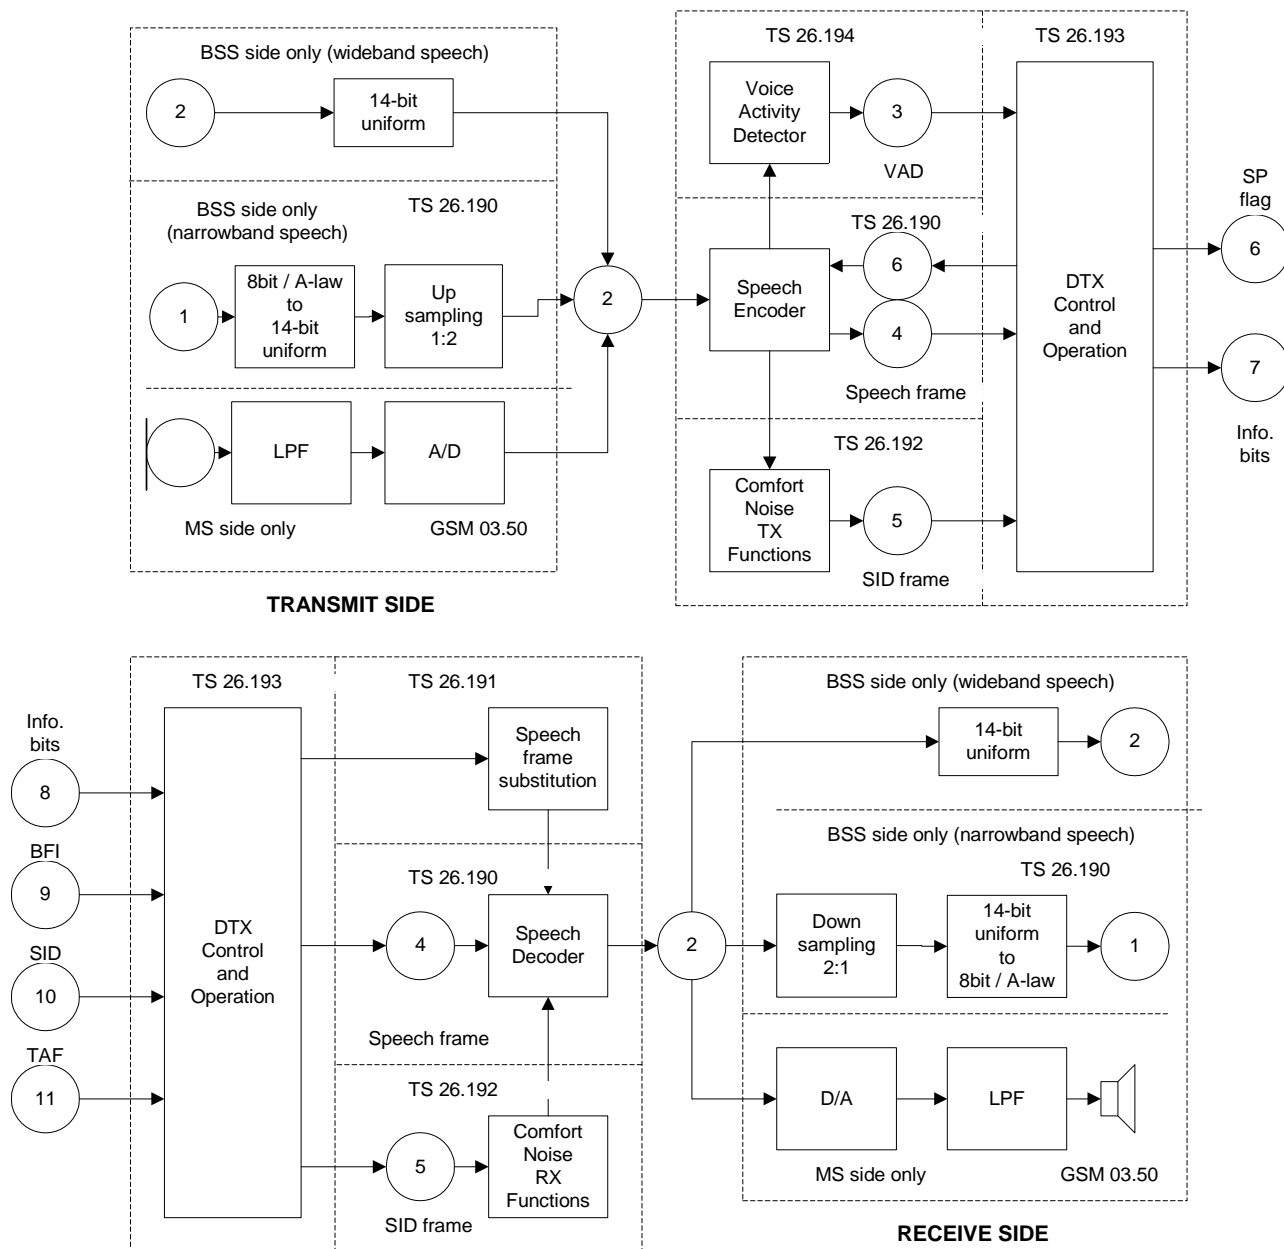 BSS side only (wideband speech)
2
14-bit
uniform
BSS side only
(narrowband speech)
TS 26.190
1
8bit / A-law
to
14-bit
uniform
Up
sampling
1:2
2
LPF
A/D
MS side only
GSM 03.50
TRANSMIT SIDE
TS 26.194
TS 26.193
Voice
Activity
Detector
3
VAD
TS 26.190
Speech
Encoder
6
4
Speech frame
TS 26.192
Comfort
Noise
TX
Functions
5
SID frame
DTX
Control
and
Operation
SP
flag
6
7
Info.
bits
TS 26.193
TS 26.191
Info.
bits
8
BFI
9
SID
10
TAF
11
DTX
Control
and
Operation
Speech
frame
substitution
TS 26.190
4
Speech
Decoder
Speech frame
TS 26.192
5
Comfort
Noise
RX
Functions
SID frame
2
BSS side only (wideband speech)
14-bit
uniform
2
BSS side only (narrowband speech)
TS 26.190
Down
sampling
2:1
14-bit
uniform
to
8bit / A-law
1
D/A
LPF
MS side only
GSM 03.50
RECEIVE SIDE